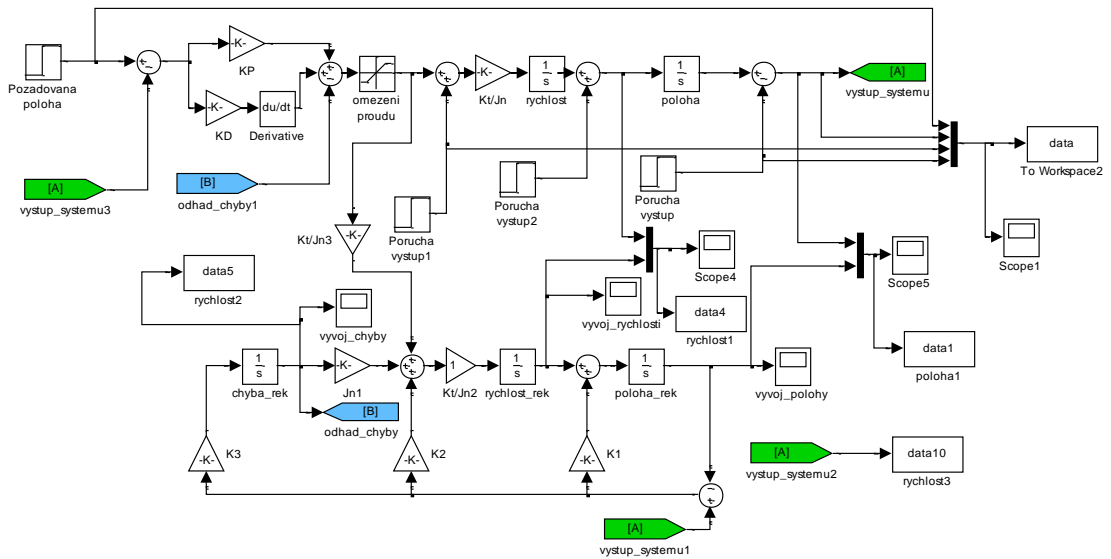 Pozadovana
poloha
-K-
KP
-K-
KD
du/dt
Derivative
omezeni
proudu
-K-
Kt/Jn
1
s
rychlost
1
s
poloha
[A]
vystup_systemu
data
To Workspace2
[A]
vystup_systemu3
[B]
odhad_chyby1
Porucha
vystup2
Porucha
vystup
Porucha
vystup1
-K-
Kt/Jn3
Scope4
Scope5
Scope1
data5
rychlost2
vyvoj_chyby
vyvoj_rychlosti
data4
rychlost1
data1
poloha1
1
s
chyba_rek
-K-
Jn1
1
Kt/Jn2
1
s
rychlost_rek
1
s
poloha_rek
vyvoj_polohy
[B]
odhad_chyby
-K-
K3
-K-
K2
-K-
K1
[A]
vystup_systemu2
data10
rychlost3
[A]
vystup_systemu1